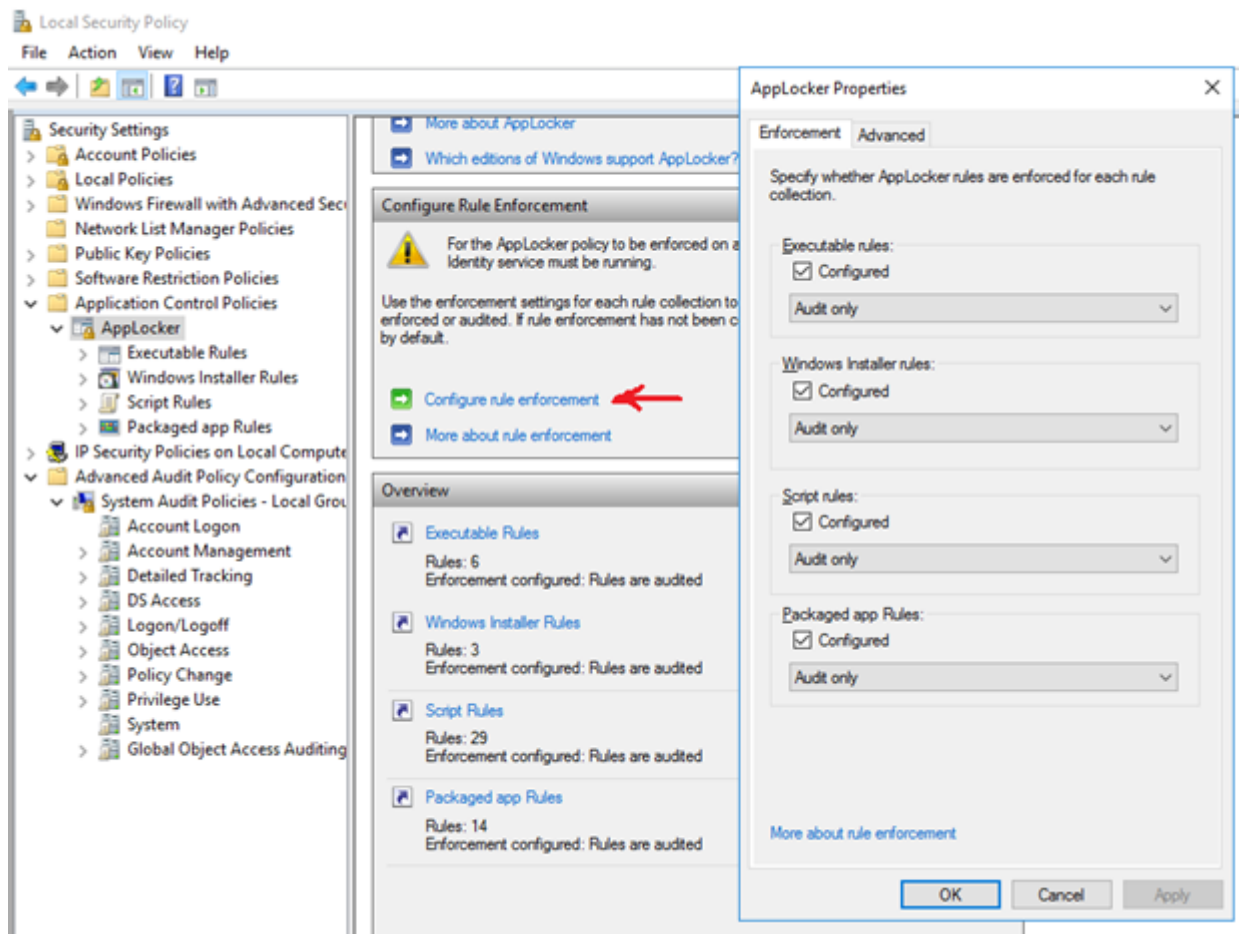 Local Security Policy
File Action View Help
Security Settings
Account Policies
Local Policies
Windows Firewall with Advanced Sec
Network List Manager Policies
Public Key Policies
Software Restriction Policies
Application Control Policies
AppLocker
Executable Rules
Windows Installer Rules
Script Rules
Packaged app Rules
IP Security Policies on Local Compute
Advanced Audit Policy Configuration
System Audit Policies - Local Grou
Account Logon
Account Management
Detailed Tracking
DS Access
Logon/Logoff
Object Access
Policy Change
Privilege Use
System
Global Object Access Auditing
More about AppLocker
Which editions of Windows support AppLocker?
Configure Rule Enforcement
For the AppLocker policy to be enforced on a
Identity service must be running.
Use the enforcement settings for each rule collection to
enforced or audited. If rule enforcement has not been c
by default.
Configure rule enforcement
More about rule enforcement
Overview
Executable Rules
Rules: 6
Enforcement configured: Rules are audited
Windows Installer Rules
Rules: 3
Enforcement configured: Rules are audited
Script Rules
Rules: 29
Enforcement configured: Rules are audited
Packaged app Rules
Rules: 14
Enforcement configured: Rules are audited
AppLocker Properties
Enforcement Advanced
Specify whether AppLocker rules are enforced for each rule
collection.
Executable rules:
Configured
Audit only
Windows Installer rules:
Configured
Audit only
Script rules:
Configured
Audit only
Packaged app Rules:
Configured
Audit only
More about rule enforcement
OK Cancel Apply